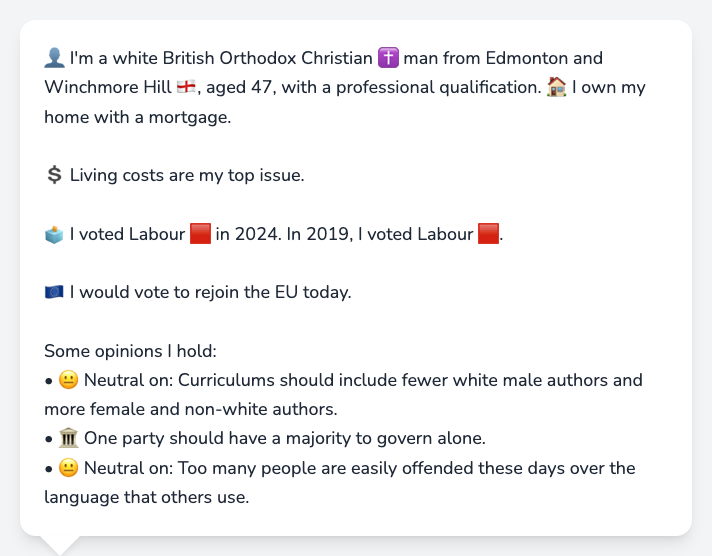 👤 I'm a white British Orthodox Christian ✝️ man from Edmonton and
Winchmore Hill 🏴󠁧󠁢󠁥󠁮󠁧󠁿, aged 47, with a professional qualification. 🏠 I own my
home with a mortgage.
💲 Living costs are my top issue.
🗳️ I voted Labour 🟥 in 2024. In 2019, I voted Labour 🟥.
🇪🇺 I would vote to rejoin the EU today.
Some opinions I hold:
• 😐 Neutral on: Curriculums should include fewer white male authors and
more female and non-white authors.
• 🏛️ One party should have a majority to govern alone.
• 😐 Neutral on: Too many people are easily offended these days over the
language that others use.